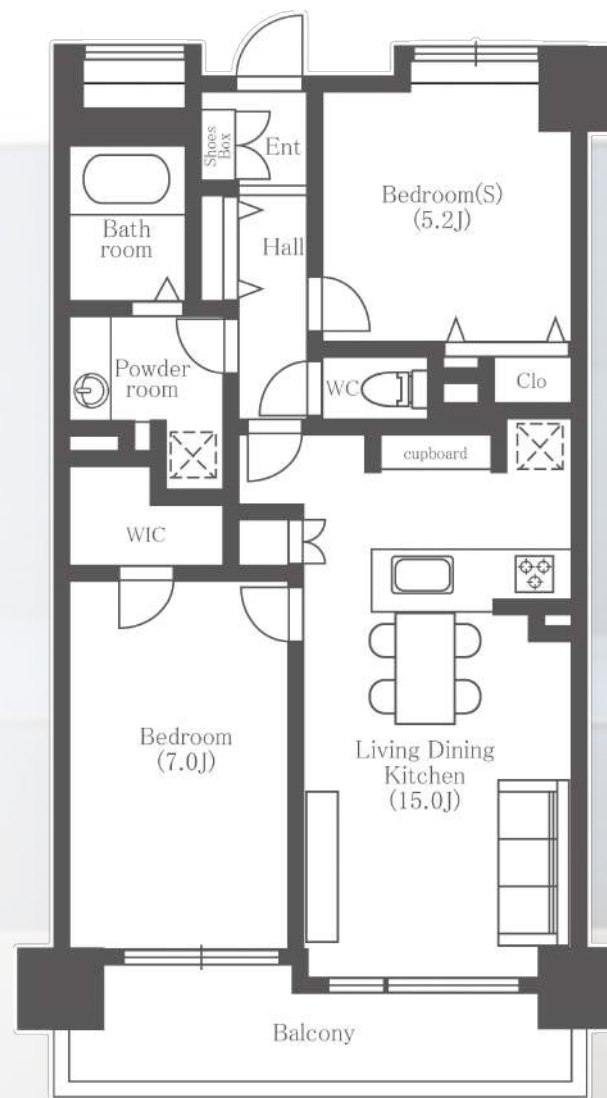 Shoes
Box
Ent
Bedroom(S)
(5.2J)
Bath
room
Hall
Powder
room
WC
Clo
cupboard
WIC
Bedroom
(7.0J)
Living Dining
Kitchen
(15.0J)
Balcony